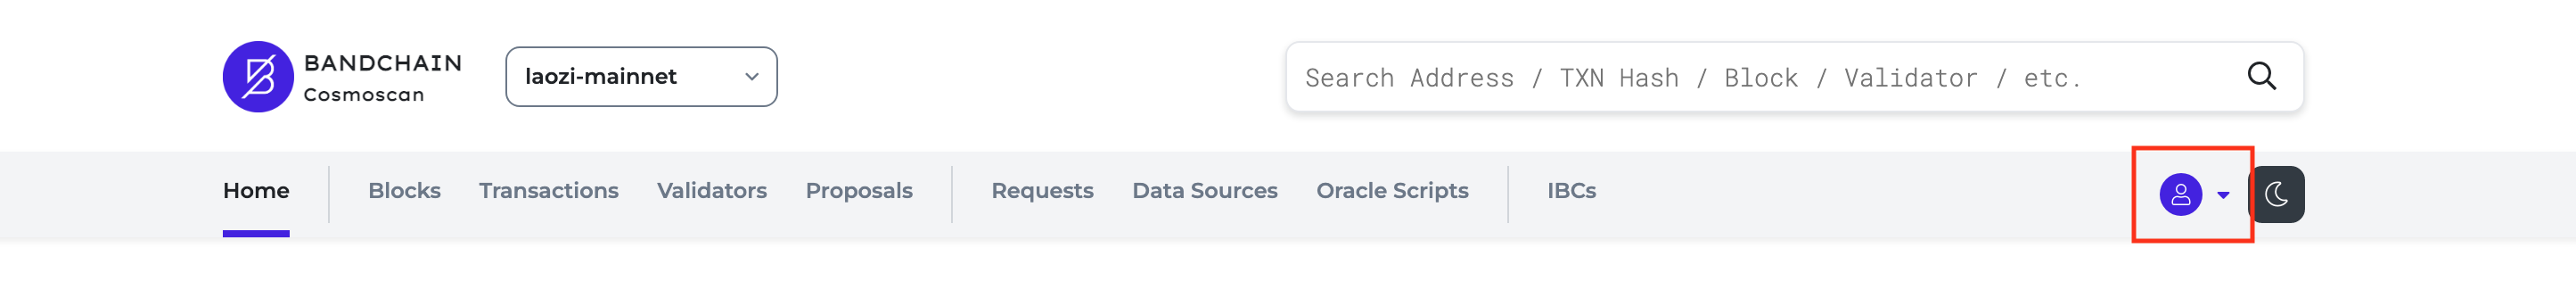 BANDCHAIN
Cosmoscan
laozi-mainnet
Search Address / TXN Hash / Block / Validator / etc.
Home Blocks Transactions Validators Proposals Requests Data Sources Oracle Scripts IBCs